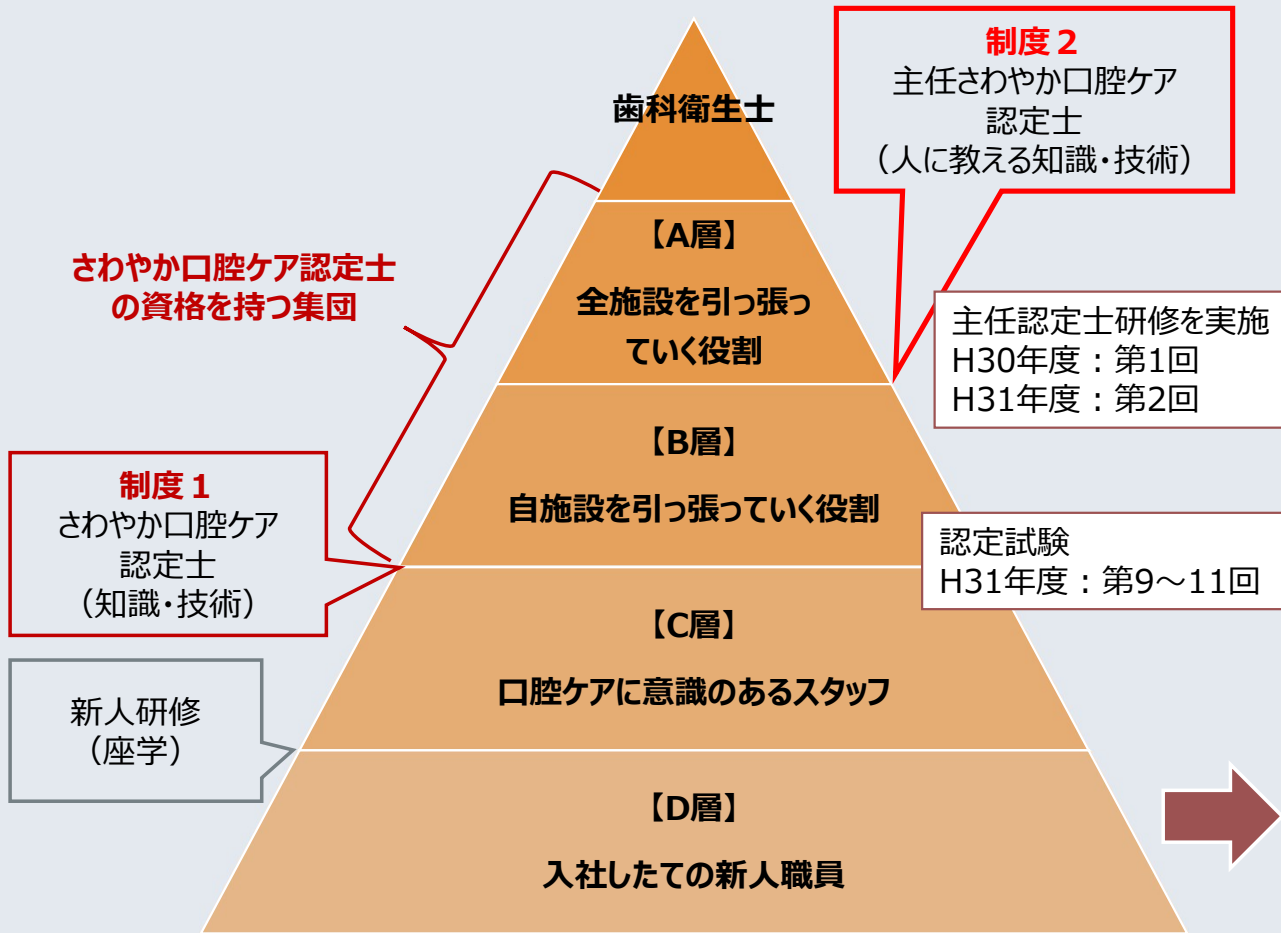 歯科衛生士
制度２
主任さわやか口腔ケア
認定士
（人に教える知識・技術）
【A層】
全施設を引っ張っ
ていく役割
さわやか口腔ケア認定士
の資格を持つ集団
主任認定士研修を実施
H30年度：第1回
H31年度：第2回
【B層】
自施設を引っ張っていく役割
制度１
さわやか口腔ケア
認定士
（知識・技術）
認定試験
H31年度：第9～11回
【C層】
口腔ケアに意識のあるスタッフ
新人研修
（座学）
【D層】
入社したての新人職員